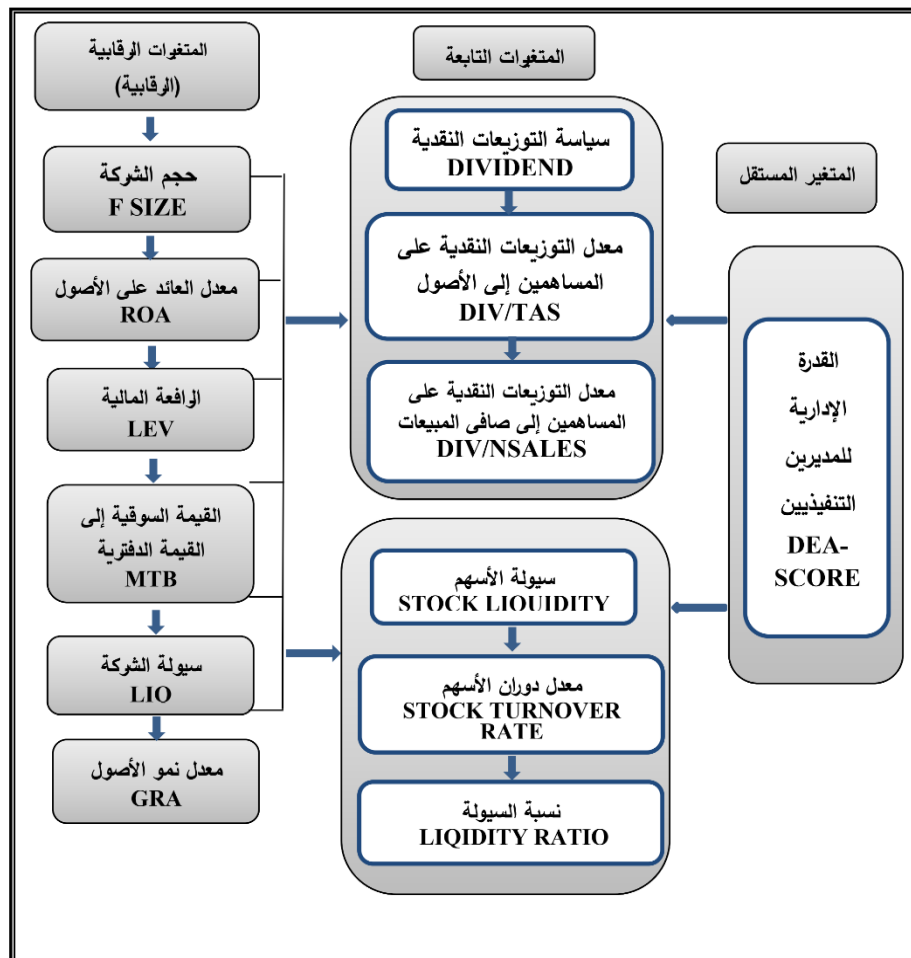 المتغوات الرقابية
(الرقابية)
حجم الشركة
F SIZE
معدل العائد على الأصول
ROA
الرافعة المالية
LEV
القيمة السوقية إلى
القيمة الدفترية
MTB
سيولة الشركة
LIO
معدل نمو الأصول
GRA
المتغوات التابعة
سياسة التوزيعات النقدية
DIVIDEND
معدل التوزيعات النقدية على
المساهمين إلى الأصول
DIV/TAS
معدل التوزيعات النقدية على
المساهمين إلى صافى المبيعات
DIV/NSALES
سيولة الأسهم
STOCK LIOUIDITY
معدل دوران الأسهم
STOCK TURNOVER
RATE
نسبة السيولة
LIQIDITY RATIO
المتغير المستقل
القدرة
الإدارية
للمديرين
التنفيذيين
DEA-
SCORE